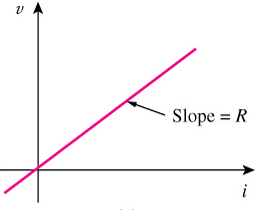 v
Slope = R
i